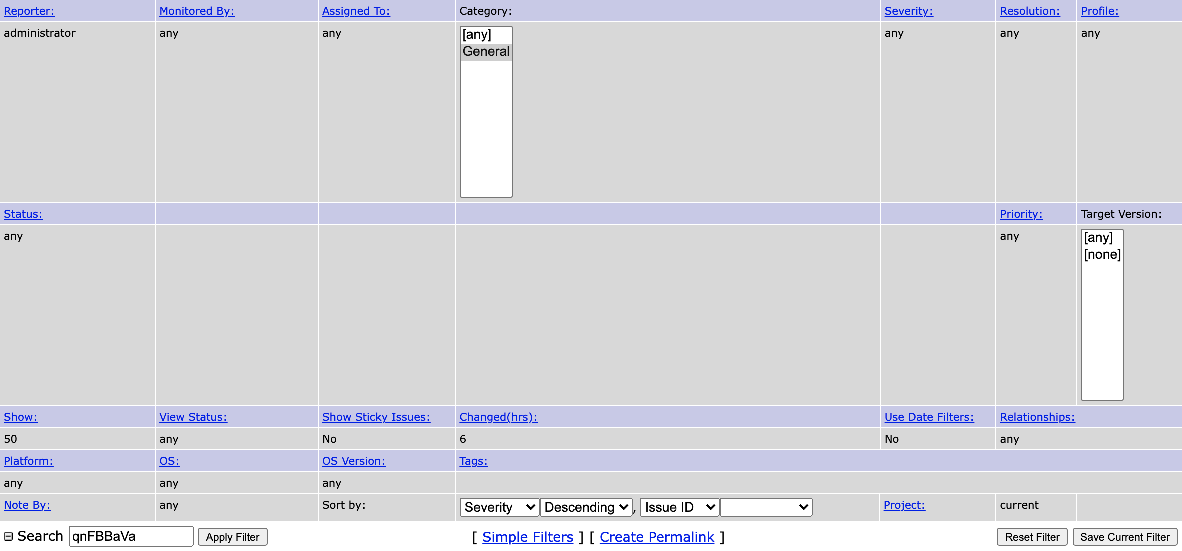 Reporter: Monitored By: Assigned To: Category: Severity: Resolution: Profile:
administrator any any [any] any any any
General
Status: Priority: Target Version:
any any [any]
[none]
Show: View Status: Show Sticky Issues: Changed(hrs): Use Date Filters: Relationships:
50 any No 6 No any
Platform: OS: OS Version: Tags:
any any any
Note By: any Sort by: Severity Descending , Issue ID Project: current
Search qnFBBaVa Apply Filter [ Simple Filters ] [ Create Permalink ] Reset Filter Save Current Filter